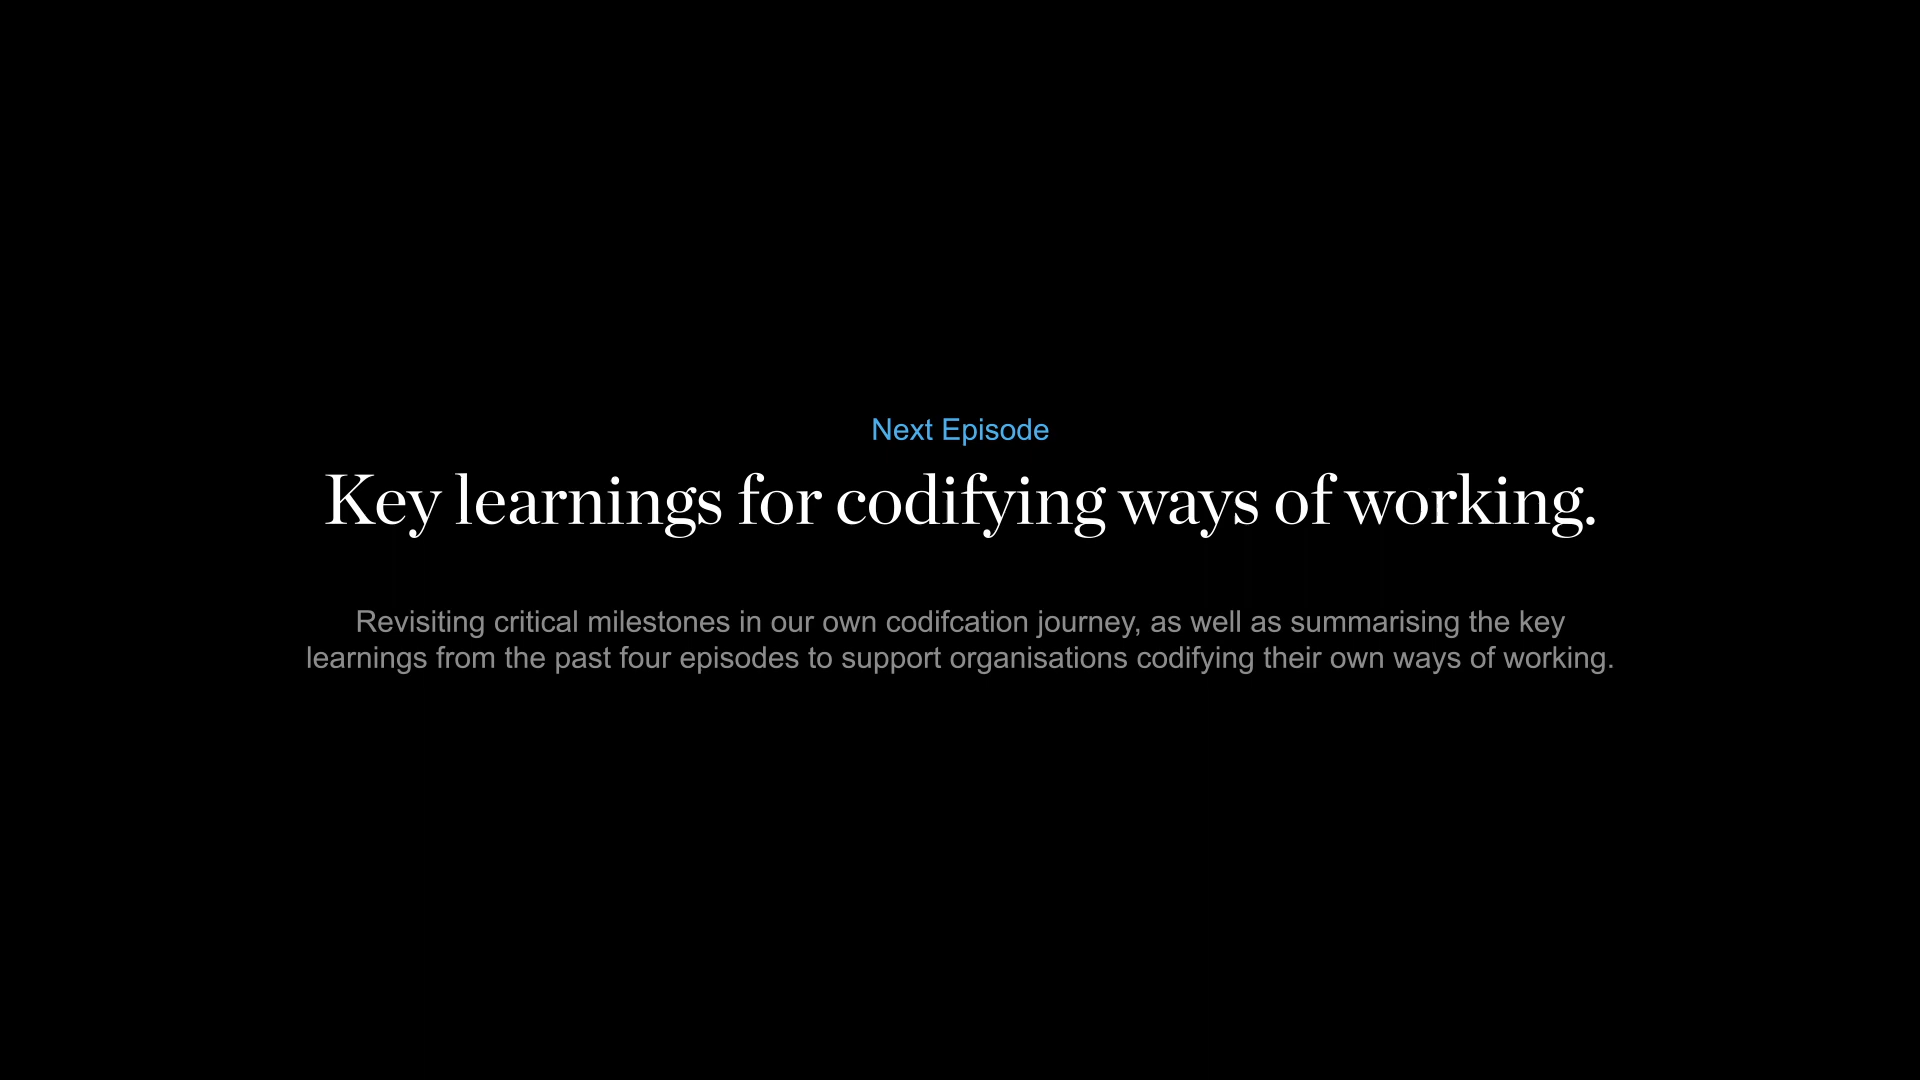 Next Episode
Key learnings for codifying ways of working.
Revisiting critical milestones in our own codifcation journey, as well as summarising the key
learnings from the past four episodes to support organisations codifying their own ways of working.